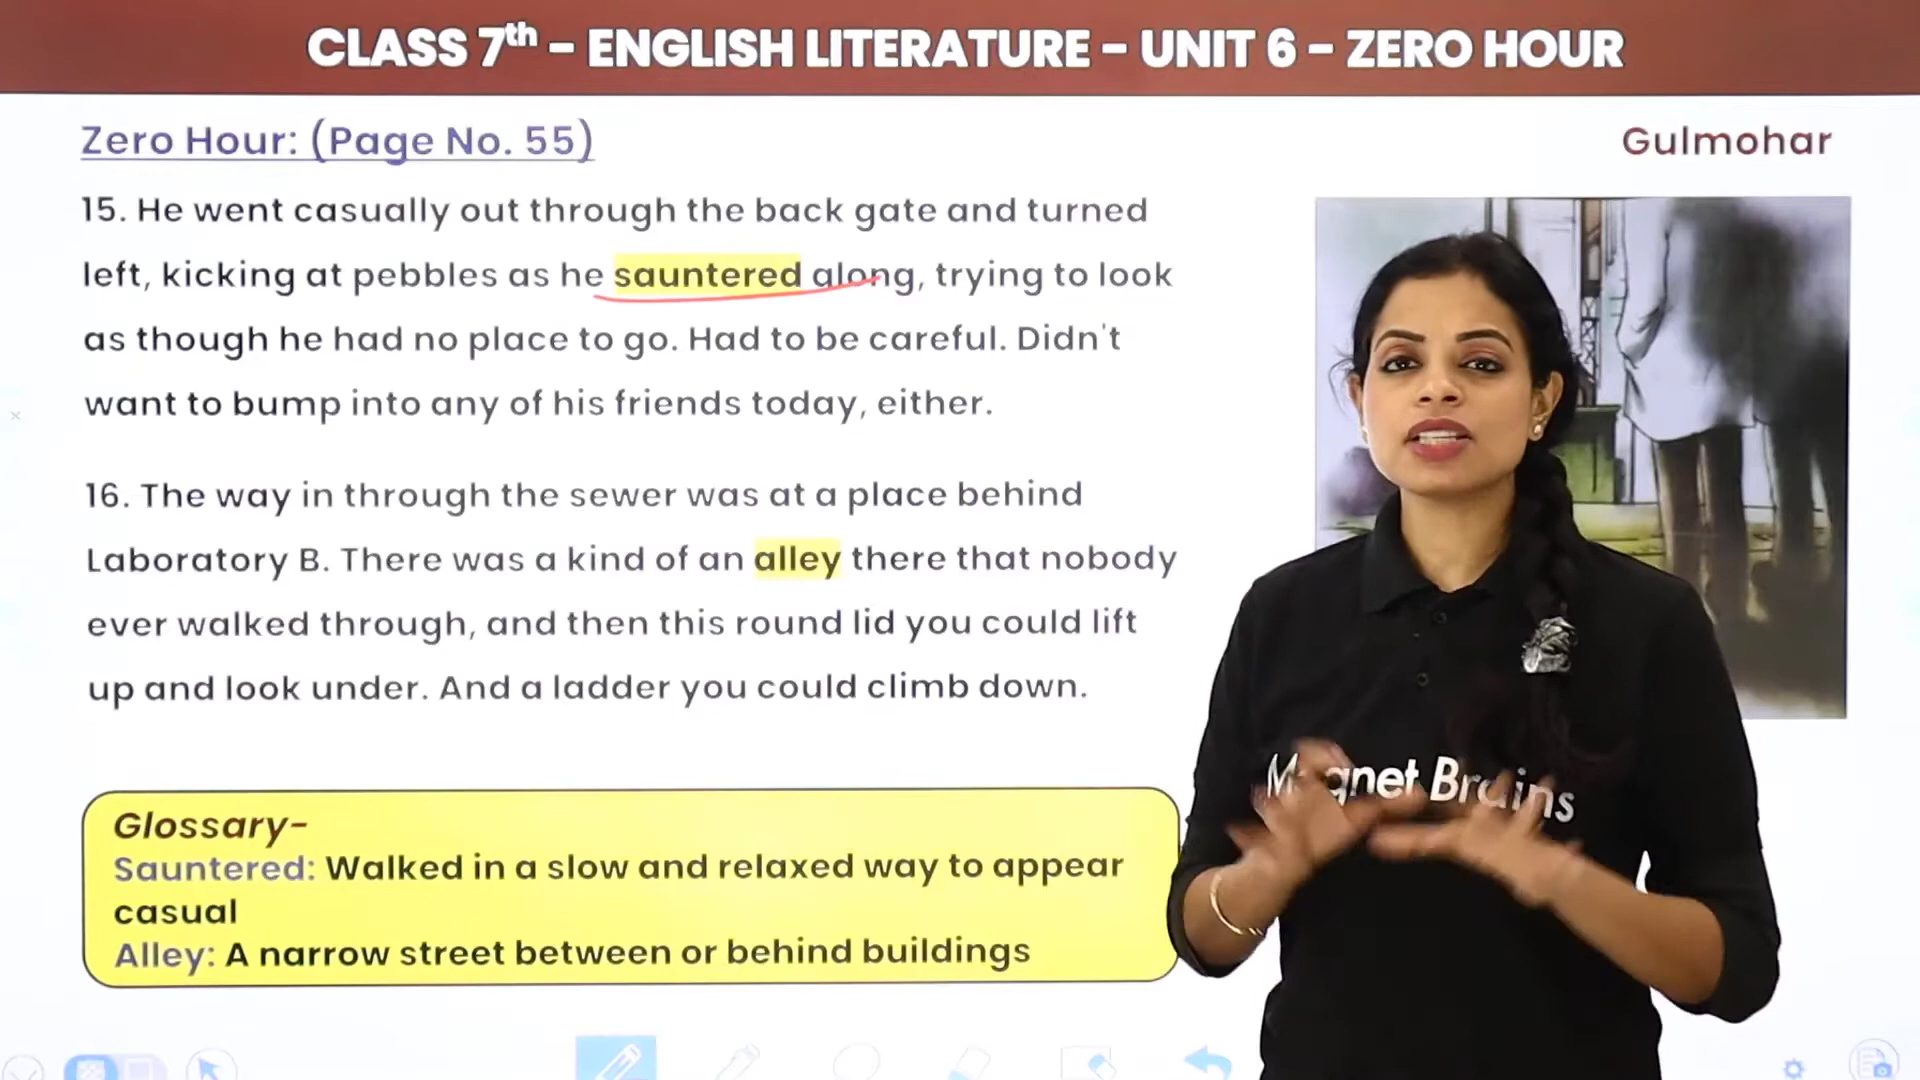 CLASS 7th – ENGLISH LITERATURE – UNIT 6 – ZERO HOUR
Zero Hour: (Page No. 55)
Gulmohar
15. He went casually out through the back gate and turned
left, kicking at pebbles as he sauntered along, trying to look
as though he had no place to go. Had to be careful. Didn't
want to bump into any of his friends today, either.
16. The way in through the sewer was at a place behind
Laboratory B. There was a kind of an alley there that nobody
ever walked through, and then this round lid you could lift
up and look under. And a ladder you could climb down.
Magnet Brains
Glossary-
Sauntered: Walked in a slow and relaxed way to appear
casual
Alley: A narrow street between or behind buildings